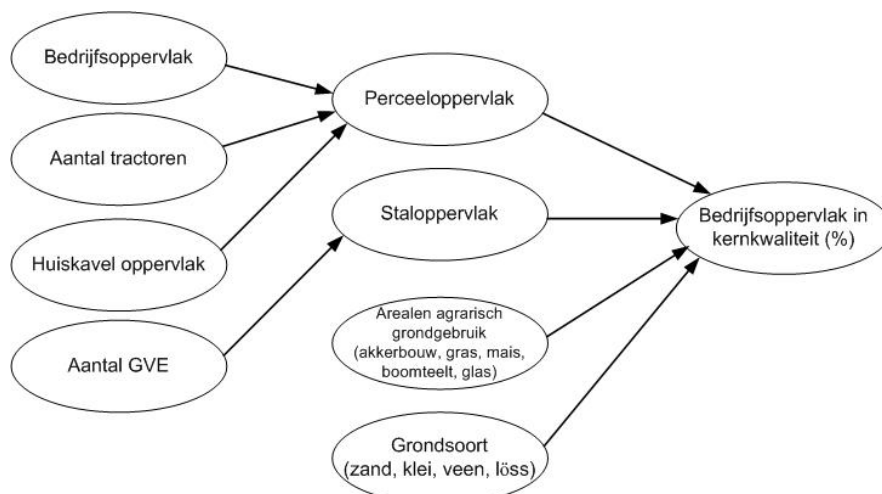 Bedrijfsoppervlak
Aantal tractoren
Huiskavel oppervlak
Aantal GVE
Perceeloppervlak
Staloppervlak
Arealen agrarisch
grondgebruik
(akkerbouw, gras, mais,
boomteelt, glas)
Grondsoort
(zand, klei, veen, löss)
Bedrijfsoppervlak in
kernkwaliteit (%)